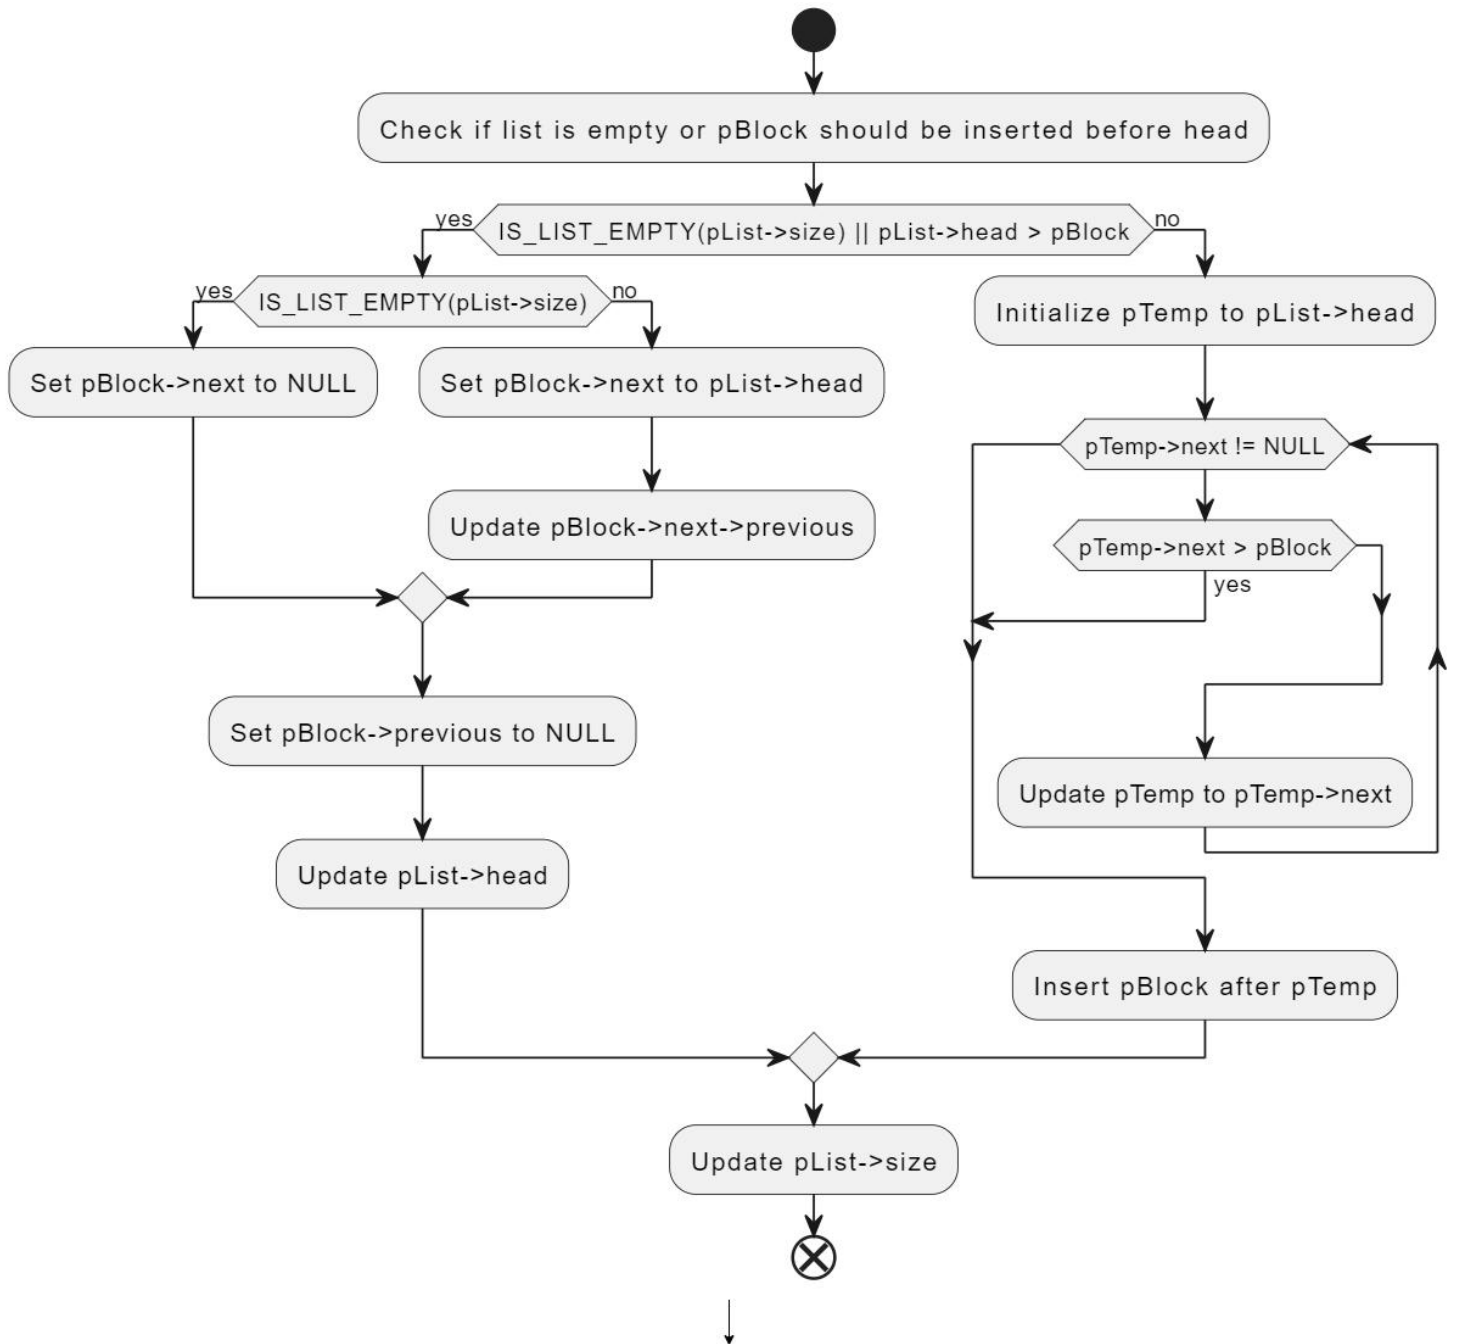 Check if list is empty or pBlock should be inserted before head
yes
IS_LIST_EMPTY(pList->size) || pList->head > pBlock
no
yes
IS_LIST_EMPTY(pList->size)
no
Initialize pTemp to pList->head
Set pBlock->next to NULL
Set pBlock->next to pList->head
pTemp->next != NULL
Update pBlock->next->previous
pTemp->next > pBlock
yes
Set pBlock->previous to NULL
Update pTemp to pTemp->next
Update pList->head
Insert pBlock after pTemp
Update pList->size